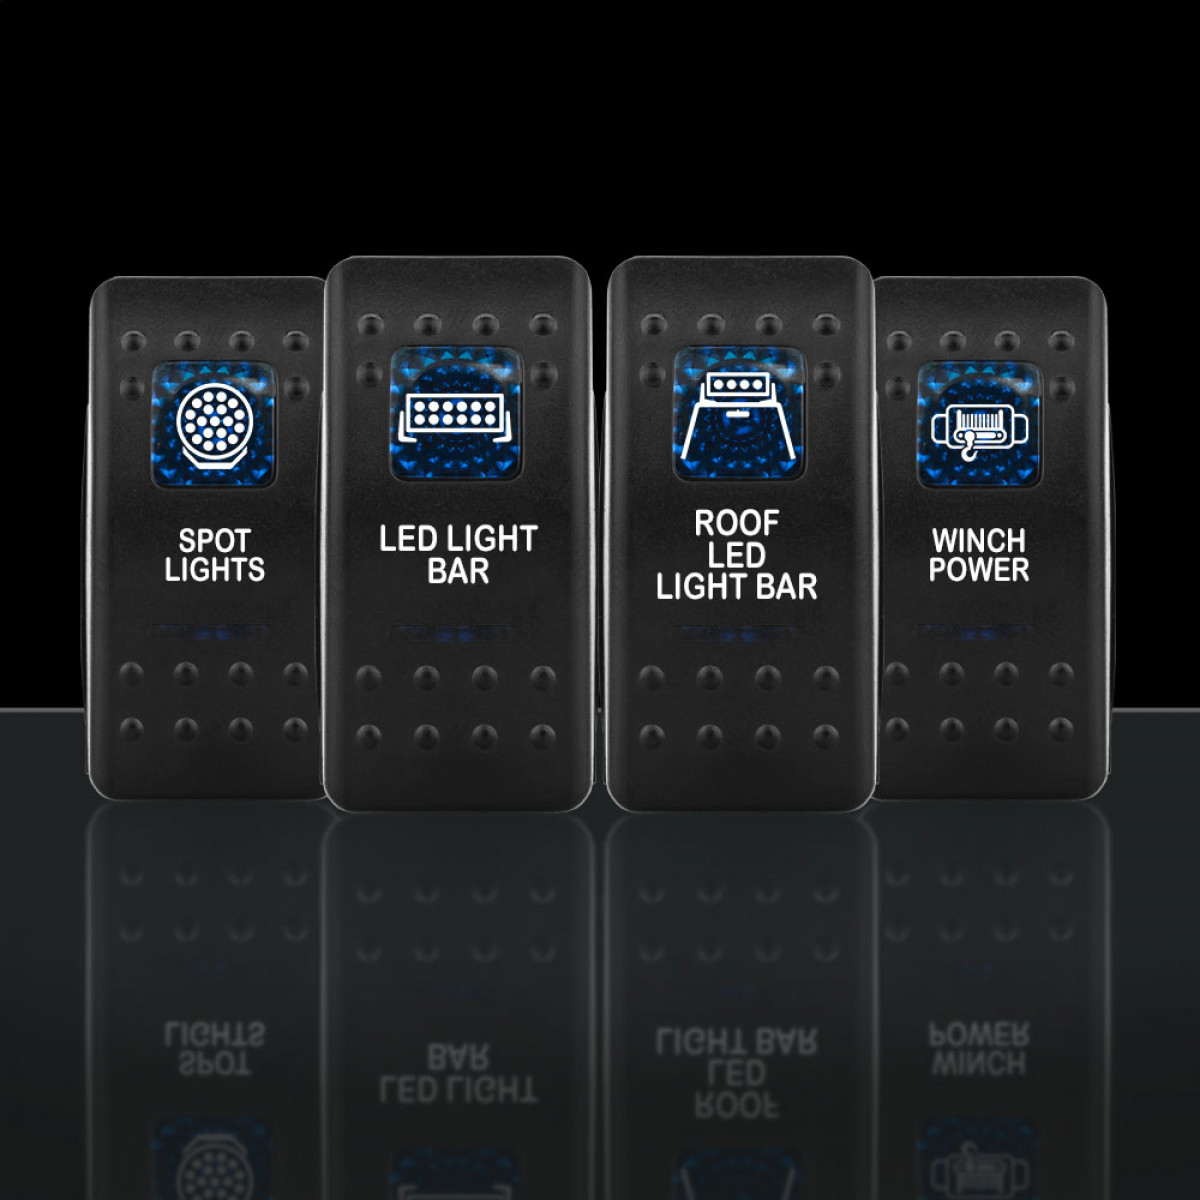 SPOT
LIGHTS
LED LIGHT
BAR
ROOF
LED
LIGHT BAR
WINCH
POWER